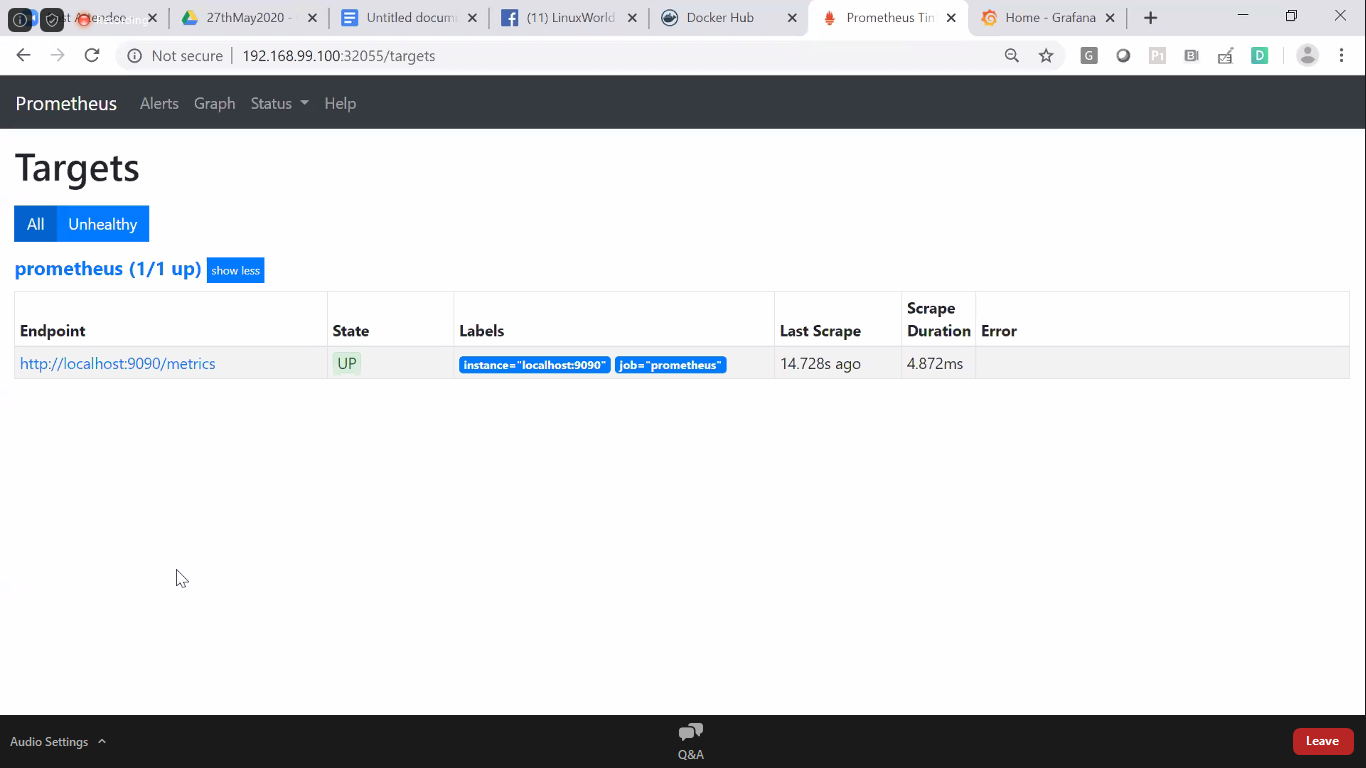 st Attendee
Recording
27thMay2020 -
Untitled docum
(11) LinuxWorld
Docker Hub
Prometheus Tim
Home - Grafana
Not secure
192.168.99.100:32055/targets
Prometheus Alerts Graph Status Help
Targets
All Unhealthy
prometheus (1/1 up) show less
Endpoint State Labels Last Scrape Scrape Duration Error
http://localhost:9090/metrics UP instance="localhost:9090" job="prometheus" 14.728s ago 4.872ms
Audio Settings
Q&A
Leave